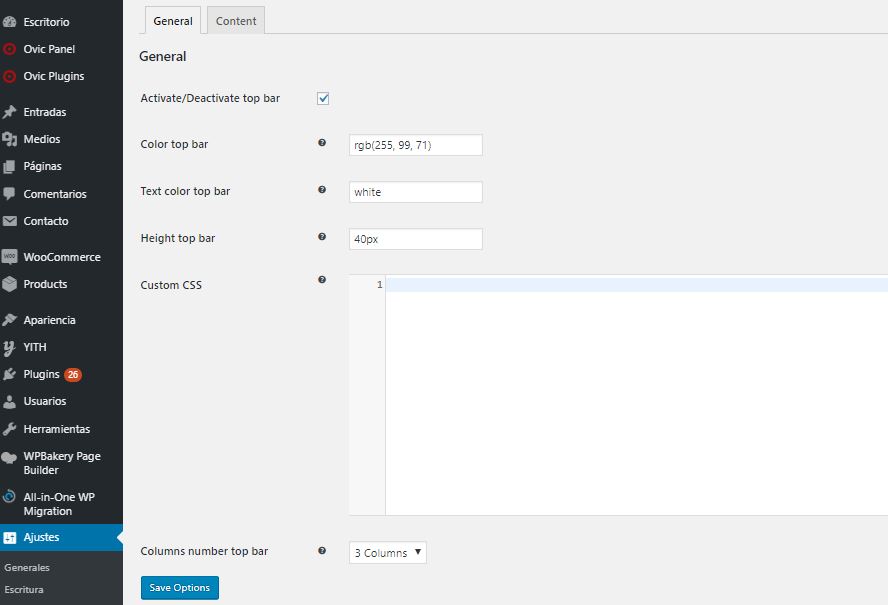 Escritorio
Ovic Panel
Ovic Plugins
Entradas
Medios
Páginas
Comentarios
Contacto
WOO
WooCommerce
Products
Apariencia
YITH
Plugins 26
Usuarios
Herramientas
WPBakery Page
Builder
All-in-One WP
Migration
Ajustes
Generales
Escritura
General Content
General
Activate/Deactivate top bar
Color top bar ? rgb(255, 99, 71)
Text color top bar ? white
Height top bar ? 40px
Custom CSS ? 1
Columns number top bar ? 3 Columns
Save Options